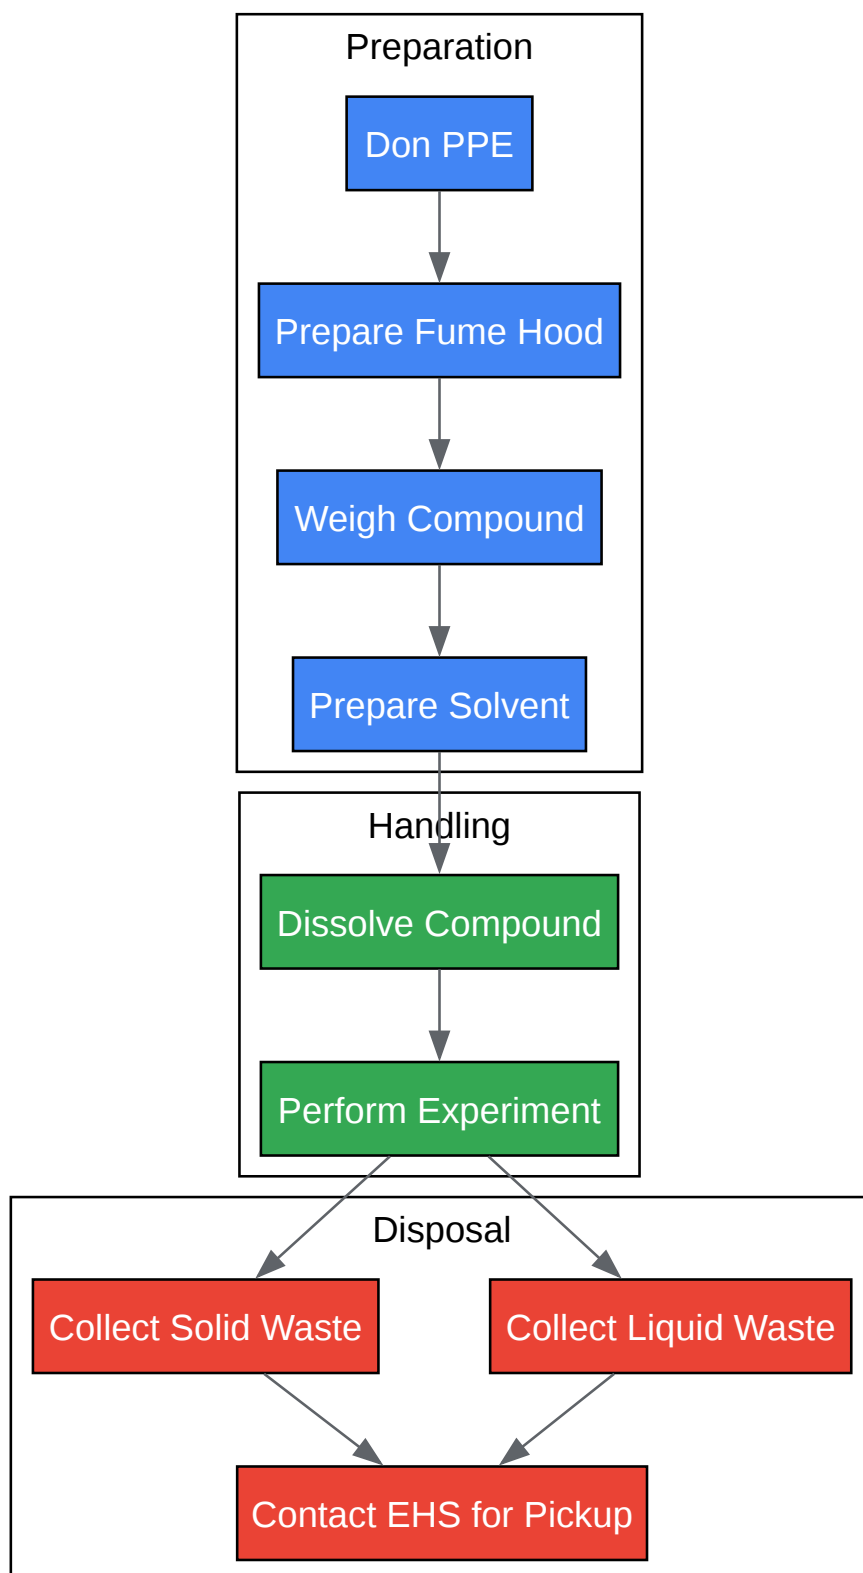 Preparation
Don PPE
Prepare Fume Hood
Weigh Compound
Prepare Solvent
Handling
Dissolve Compound
Perform Experiment
Disposal
Collect Solid Waste
Collect Liquid Waste
Contact EHS for Pickup